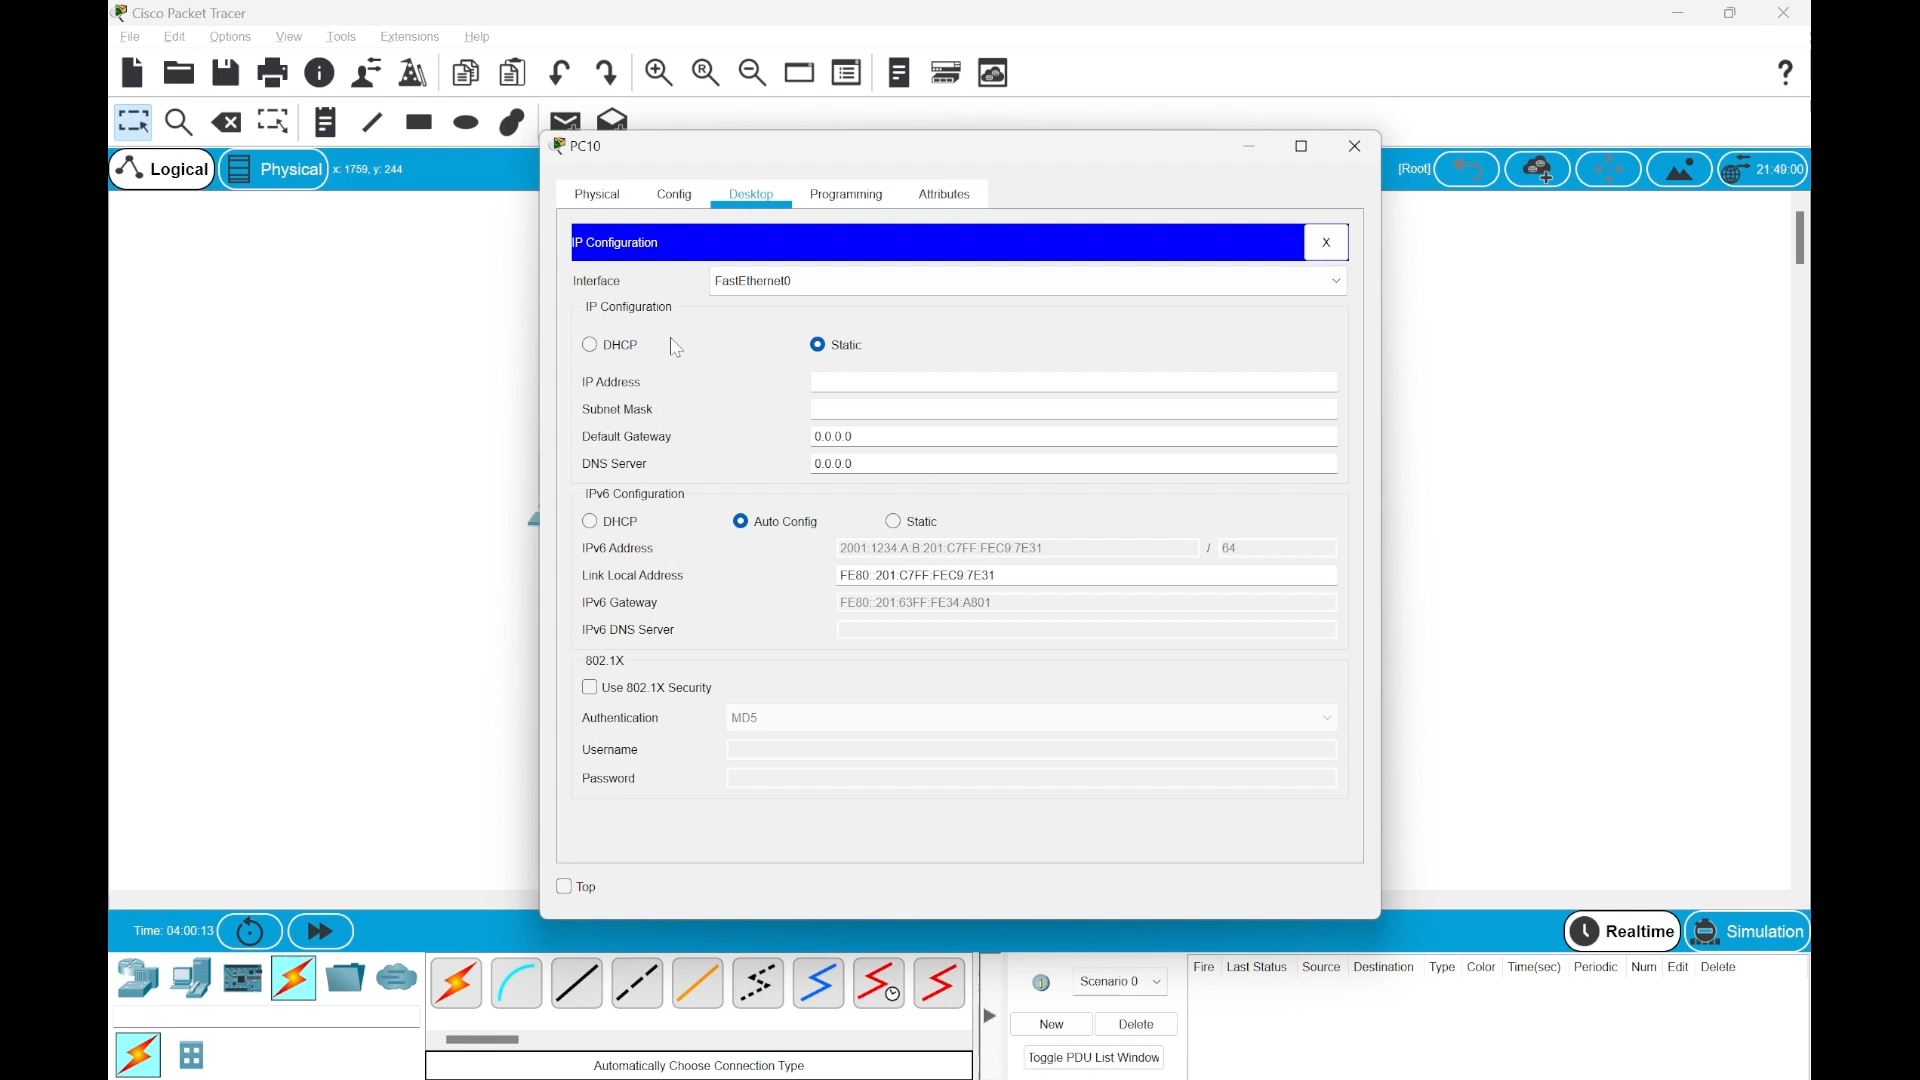 Cisco Packet Tracer
File Edit Options View Tools Extensions Help
PC10
Logical Physical x: 1759, y: 244 [Root] 21:49:00
Physical Config Desktop Programming Attributes
IP Configuration X
Interface FastEthernet0
IP Configuration
DHCP Static
IP Address
Subnet Mask
Default Gateway 0.0.0.0
DNS Server 0.0.0.0
IPv6 Configuration
DHCP Auto Config Static
IPv6 Address 2001:1234:A:B:201:C7FF:FEC9:7E31 / 64
Link Local Address FE80::201:C7FF:FEC9:7E31
IPv6 Gateway FE80::201:63FF:FE34:A801
IPv6 DNS Server
802.1X
Use 802.1X Security
Authentication MD5
Username
Password
Top
Time: 04:00:13 Realtime Simulation
Scenario 0
New Delete
Toggle PDU List Window
Fire Last Status Source Destination Type Color Time(sec) Periodic Num Edit Delete
Automatically Choose Connection Type